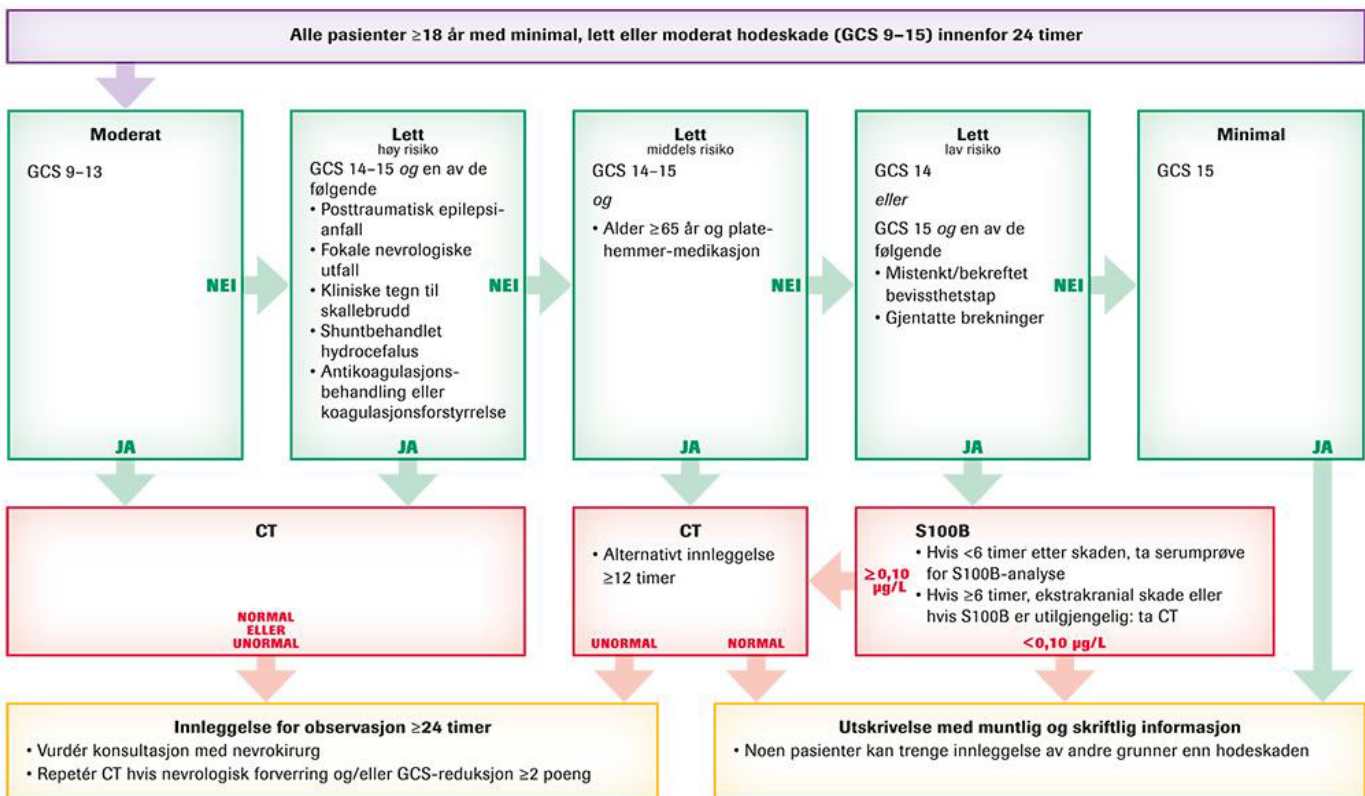 Alle pasienter ≥18 år med minimal, lett eller moderat hodeskade (GCS 9–15) innenfor 24 timer
Moderat
GCS 9–13
NEI
JA
Lett
høy risiko
GCS 14–15 og en av de
følgende
• Posttraumatisk epilepsi-
anfall
• Fokale nevrologiske
utfall
• Kliniske tegn til
skallebrudd
• Shuntbehandlet
hydrocefalus
• Antikoagulasjons-
behandling eller
koagulasjonsforstyrrelse
NEI
JA
Lett
middels risiko
GCS 14–15
og
• Alder ≥65 år og plate-
hemmer-medikasjon
NEI
JA
Lett
lav risiko
GCS 14
eller
GCS 15 og en av de
følgende
• Mistenkt/bekreftet
bevissthetstap
• Gjentatte brekninger
NEI
JA
Minimal
GCS 15
JA
CT
NORMAL
ELLER
UNORMAL
CT
• Alternativt innleggelse
≥12 timer
UNORMAL
NORMAL
S100B
• Hvis <6 timer etter skaden, ta serumprøve
for S100B-analyse
• Hvis ≥6 timer, ekstrakranial skade eller
hvis S100B er utilgjengelig: ta CT
≥0,10
µg/L
<0,10 µg/L
Innleggelse for observasjon ≥24 timer
• Vurdér konsultasjon med nevrokirurg
• Repetér CT hvis nevrologisk forverring og/eller GCS-reduksjon ≥2 poeng
Utskrivelse med muntlig og skriftlig informasjon
• Noen pasienter kan trenge innleggelse av andre grunner enn hodeskaden